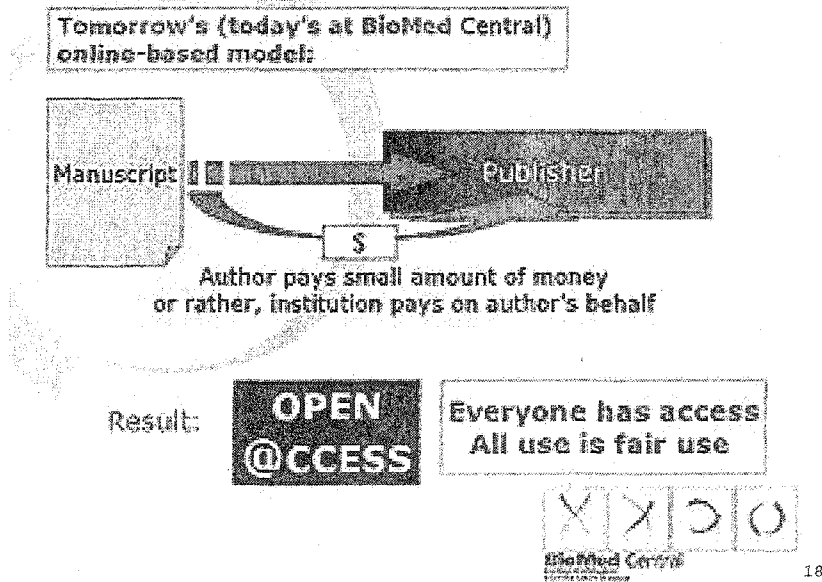 Tomorrow's (today's at BioMed Central)
online-based model:
Manuscript
Publisher
$
Author pays small amount of money
or rather, institution pays on author's behalf
Result:
OPEN
@CCESS
Everyone has access
All use is fair use
BioMed Central
18